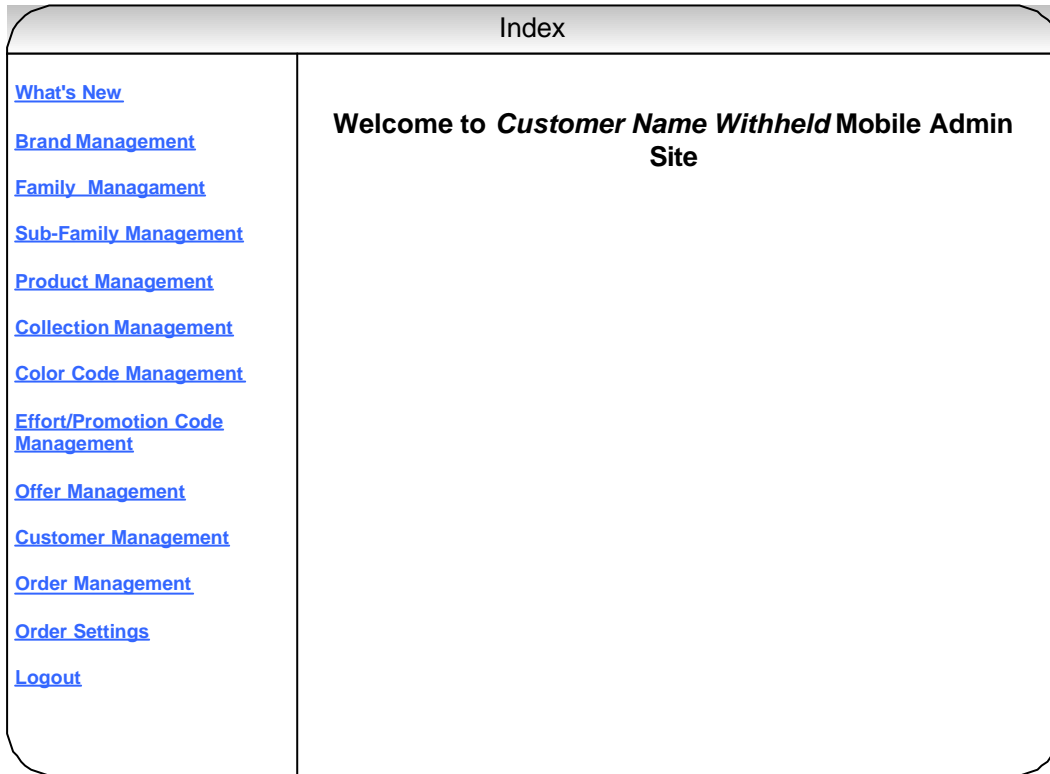 Index
What's New
Brand Management
Family Managament
Sub-Family Management
Product Management
Collection Management
Color Code Management
Effort/Promotion Code
Management
Offer Management
Customer Management
Order Management
Order Settings
Logout
Welcome to Customer Name Withheld Mobile Admin
Site